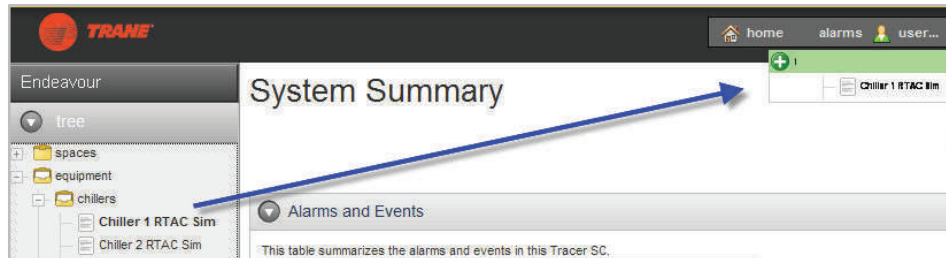 TRANE
home alarms user...
Endeavour
System Summary
Chiller 1 RTAC Sim
tree
spaces
equipment
chillers
Chiller 1 RTAC Sim
Chiller 2 RTAC Sim
Alarms and Events
This table summarizes the alarms and events in this Tracer SC.